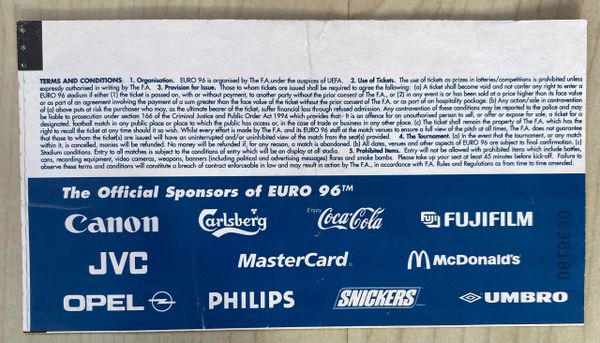 TERMS AND CONDITIONS: 1. Organisation. EURO 96 is organised by The F.A. under the auspices of UEFA. 2. Use of Tickets. The use of tickets as prizes in lotteries/competitions is prohibited unless
expressly authorised in writing by The F.A. 3. Provision for Issue. Those to whom tickets are issued shall be required to agree the following: (a) A ticket shall become void and not confer any right to enter a
EURO 96 stadium if either (1) the ticket is passed on, with or without payment, to another party without the prior consent of The F.A., or (2) in any event it is or has been sold at a price higher than its face value
or as part of an agreement involving the payment of a sum greater than the face value at the ticket without the prior consent of The F.A. or as part of an hospitality package. (b) Any action/sale in contravention
of (a) above puts at risk the purchaser who may, as the ultimate bearer of the ticket, suffer financial loss through refused admission. Any contravention of these conditions may be reported to the police and may
be liable to prosecution under section 166 of the Criminal Justice and Public Order Act 1994 which provides that:- It is an offence for an unauthorised person to sell, or offer or expose for sale, a ticket for a
designated, football match in any public place or place to which the public has access or, in the case of trade or business in any other place. (c) The ticket shall remain the property of The F.A. which has the
right to recall the ticket at any time should it so wish. Whilst every effort is made by The F.A. and EURO 96 staff at the match venues to ensure a full view of the pitch at all times, The F.A. does not guarantee
that those to whom the ticket(s) are issued will have an uninterrupted and/or uninhibited view of the match from the seat(s) provided. 4. The Tournament. (a) In the event that the tournament, or any match
within it, is cancelled, monies will be refunded. No money will be refunded if, for any reason, a match is abandoned. (b) All dates, venues and other aspects of EURO 96 are subject to final confirmation. (c)
Stadium conditions. Entry to all matches is subject to the conditions of entry which will be on display at all stadia. 5. Prohibited Items. Entry will not be allowed with prohibited items which include bottles,
cans, recording equipment, video cameras, weapons, banners (including political and advertising messages) flares and smoke bombs. Please take up your seat at least 45 minutes before kick-off. Failure to
observe these terms and conditions will constitute a breach of contract enforceable in law and may result in action by The F.A., in accordance with F.A. Rules and Regulations as from time to time amended.
The Official Sponsors of EURO 96™
Canon Carlsberg Enjoy Coca-Cola FUJI FUJIFILM
JVC MasterCard. McDonald's
OPEL PHILIPS SNICKERS UMBRO
0636180